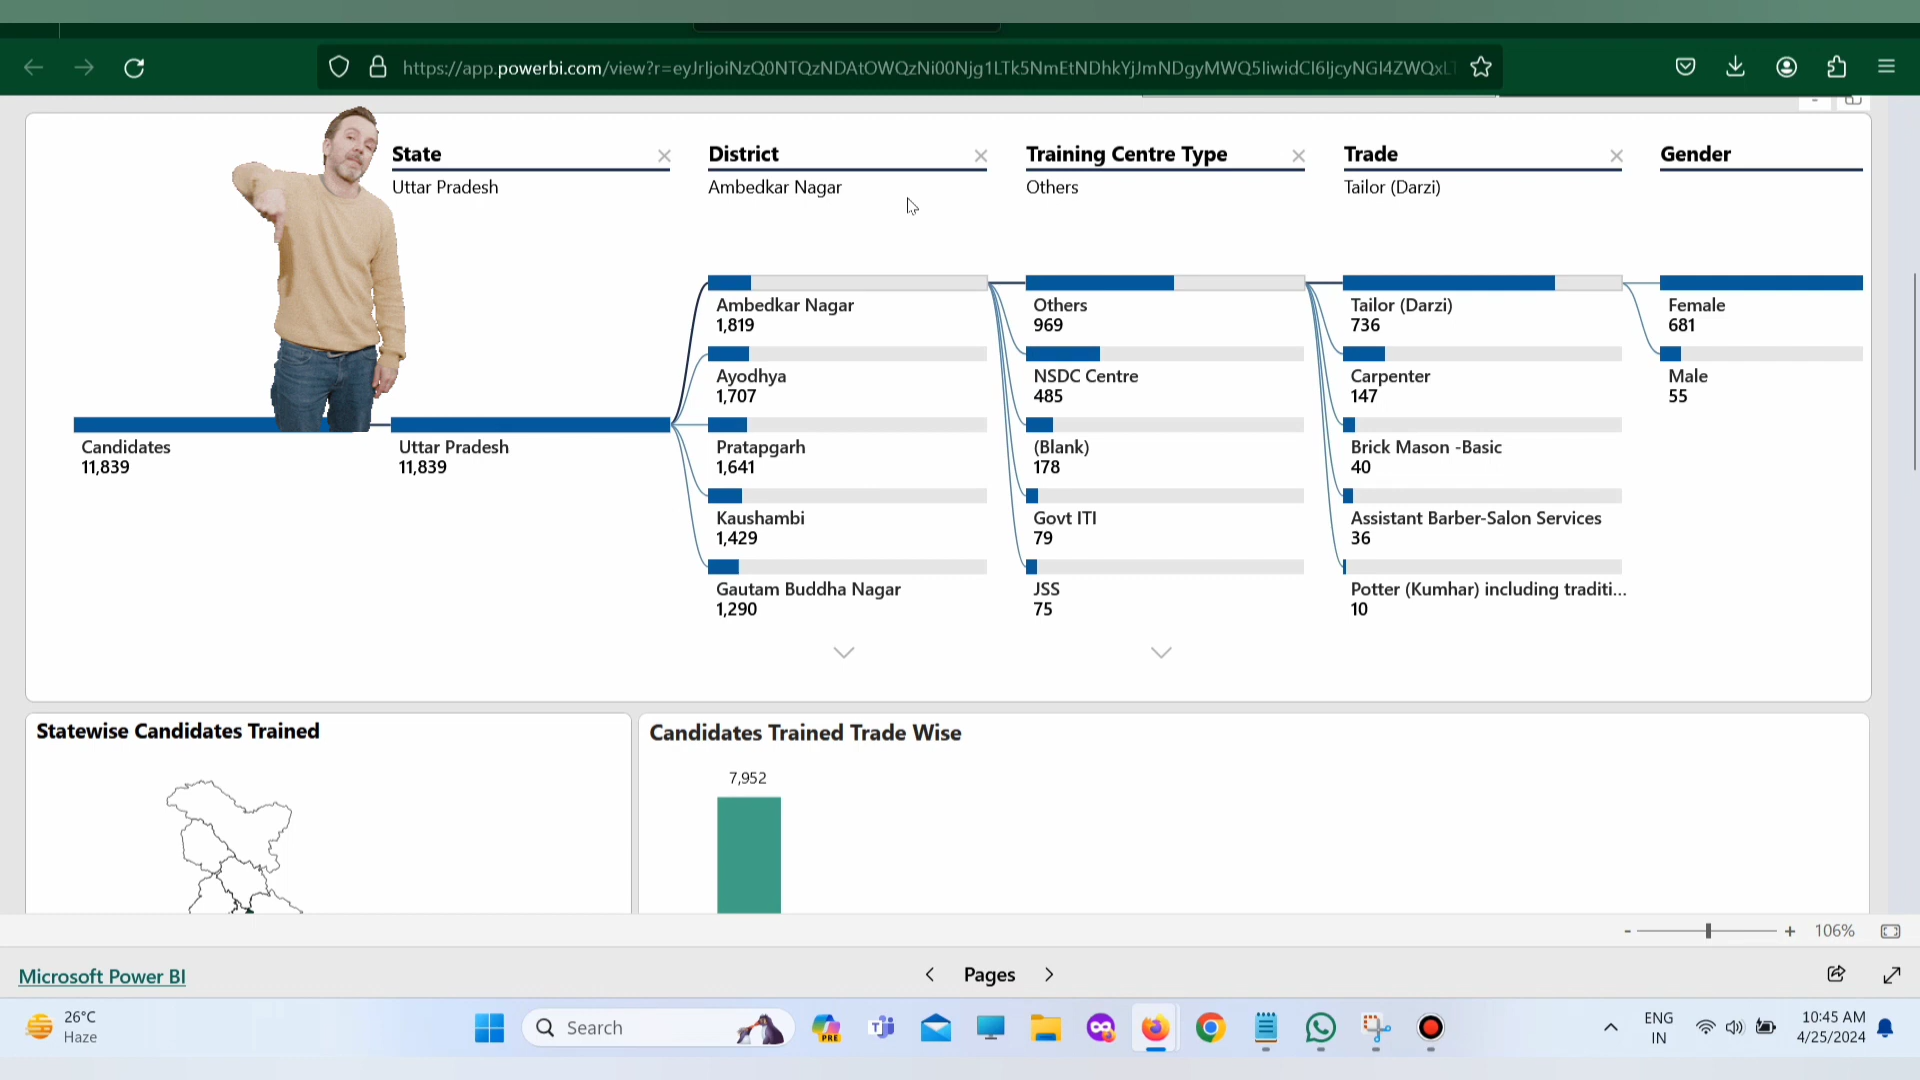 https://app.powerbi.com/view?r=eyJrIjoiNzQ0NTQzNDAtOWQzNi00Njg1LTk5NmEtNDhkYjJmNDgyMWQ5IiwidCI6IjcyNGI4ZWQxL
State
District
Training Centre Type
Trade
Gender
Uttar Pradesh
Ambedkar Nagar
Others
Tailor (Darzi)
Candidates
11,839
Uttar Pradesh
11,839
Ambedkar Nagar
1,819
Ayodhya
1,707
Pratapgarh
1,641
Kaushambi
1,429
Gautam Buddha Nagar
1,290
Others
969
NSDC Centre
485
(Blank)
178
Govt ITI
79
JSS
75
Tailor (Darzi)
736
Carpenter
147
Brick Mason -Basic
40
Assistant Barber-Salon Services
36
Potter (Kumhar) including traditi...
10
Female
681
Male
55
Statewise Candidates Trained
Candidates Trained Trade Wise
7,952
- + 106%
Microsoft Power BI
Pages
26°C
Haze
Search
PRE
ENG
IN
10:45 AM
4/25/2024